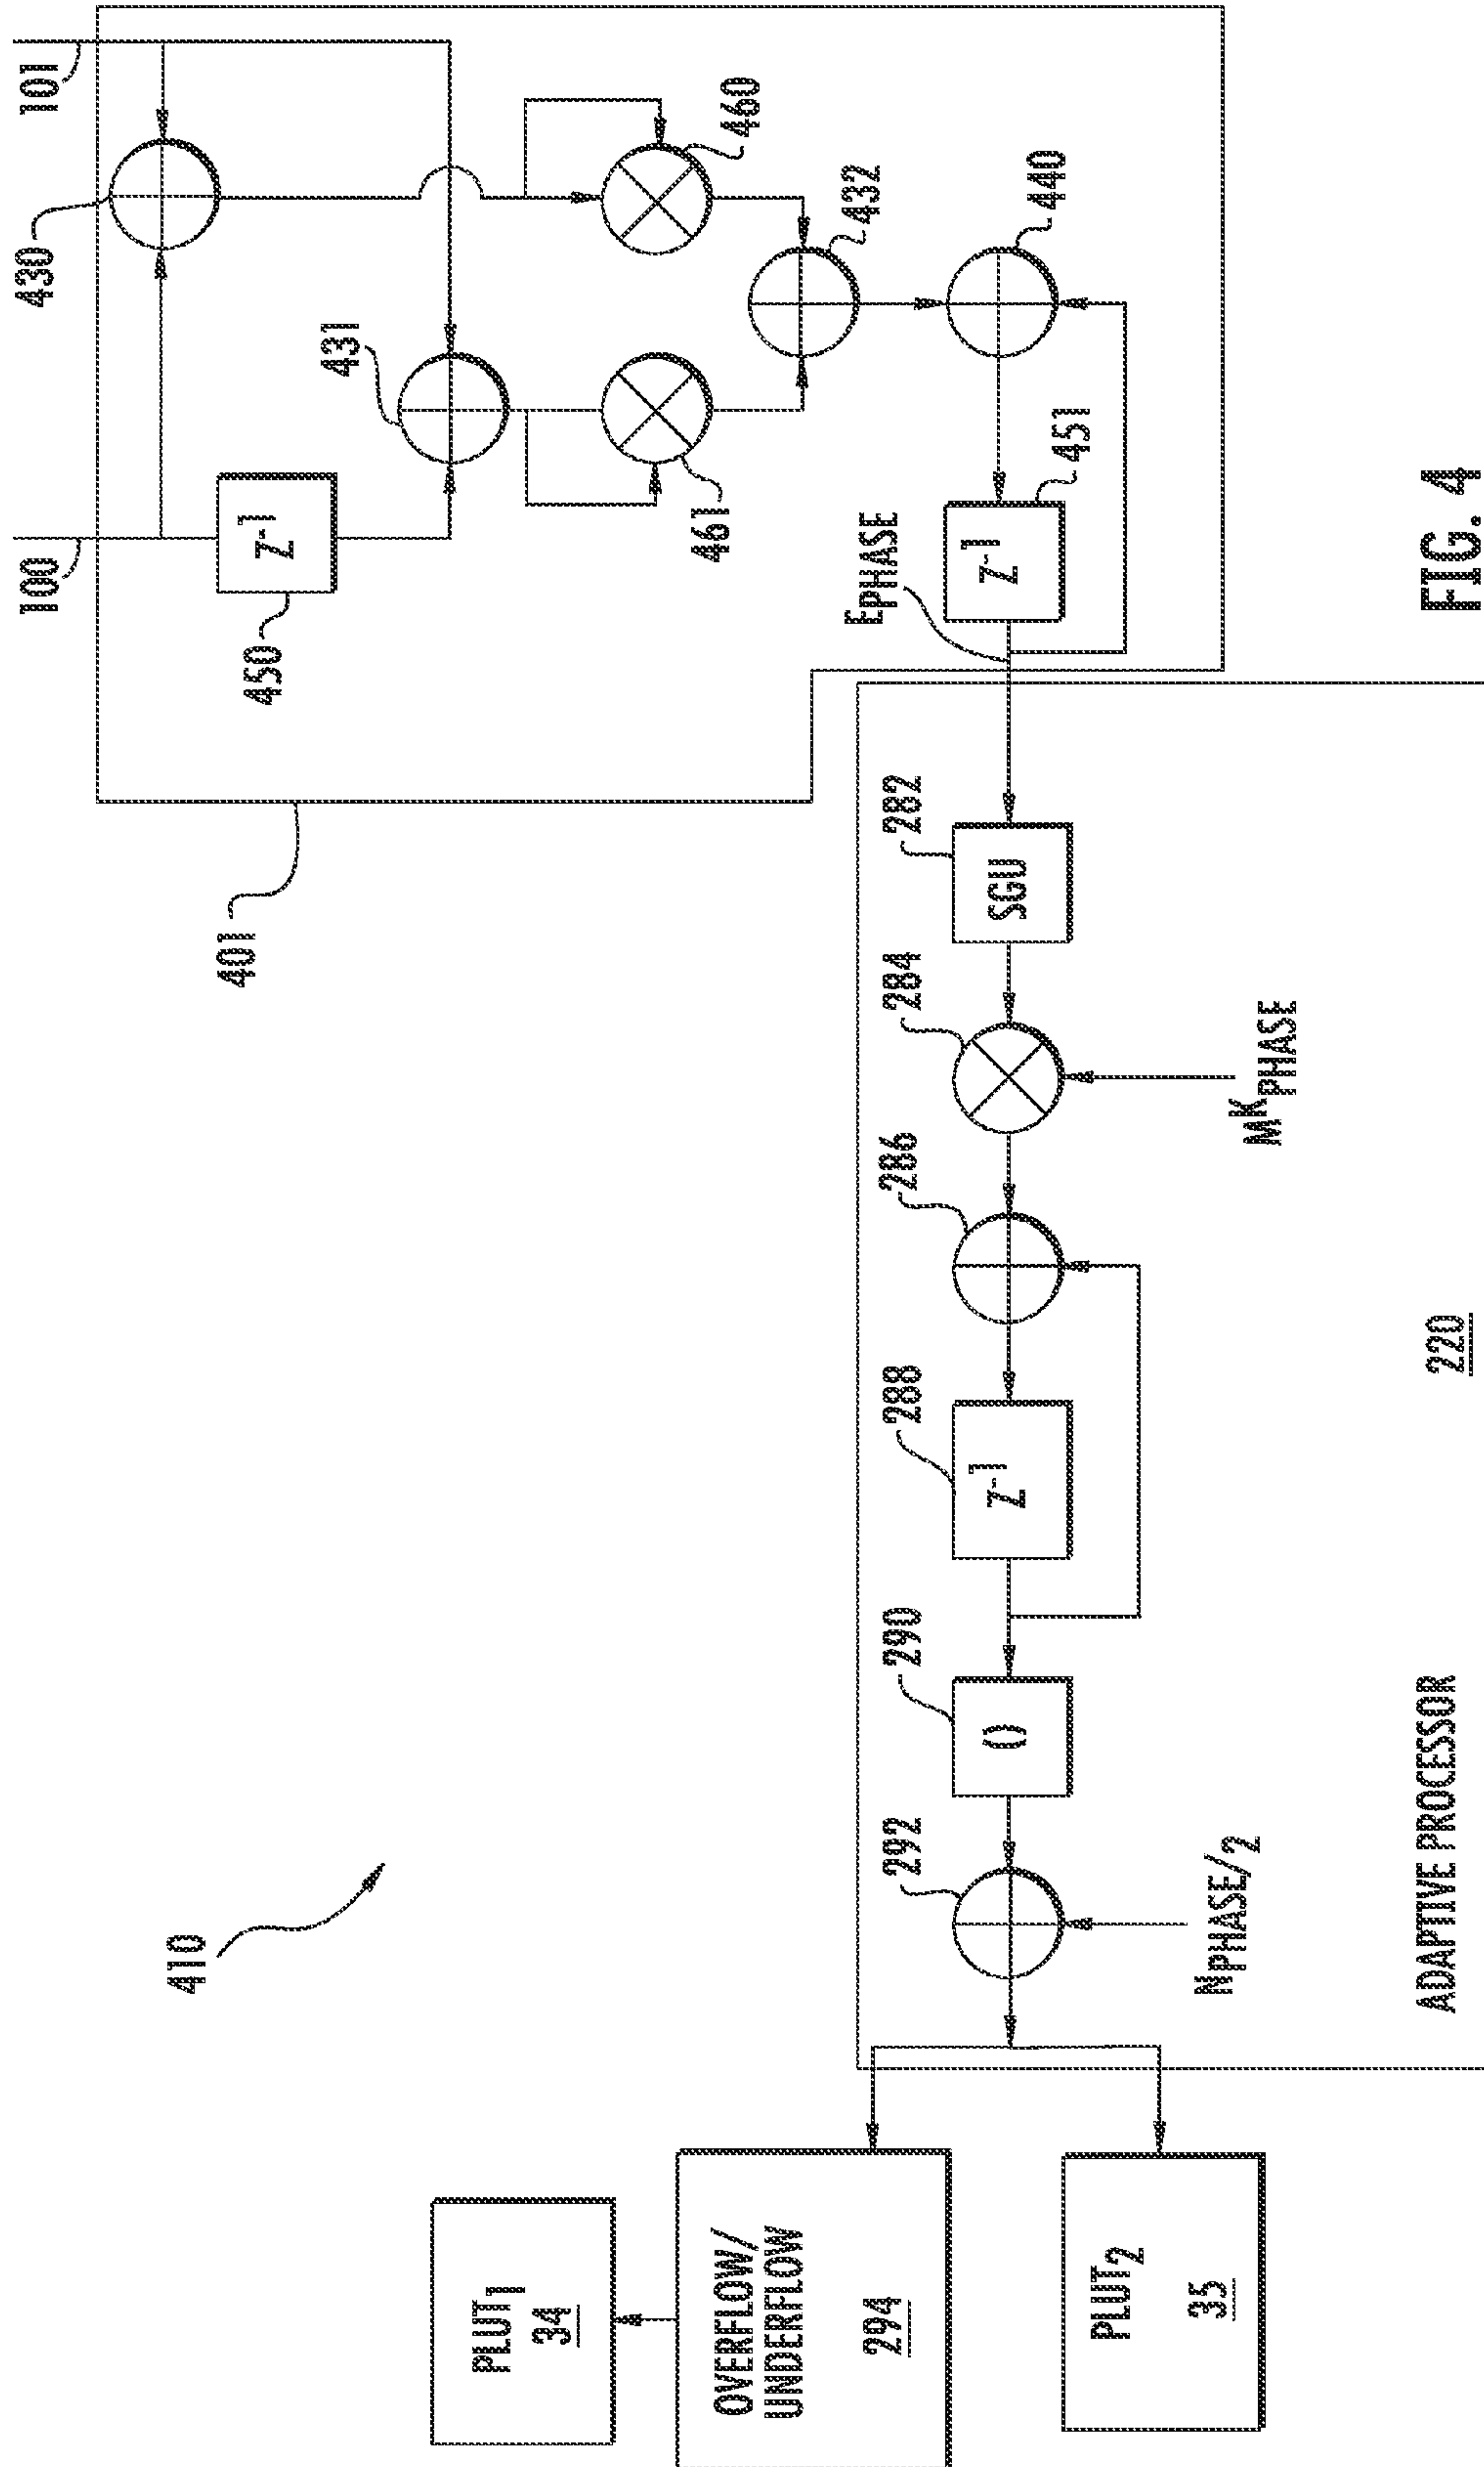 410
401
100
101
430
450
431
461
460
432
440
451
Z-1
Z-1
EPHASE
282
SGU
284
MKPHASE
286
288
Z-1
290
()
292
NPHASE/2
PLUT1
34
OVERFLOW/
UNDERFLOW
294
PLUT2
35
ADAPTIVE PROCESSOR
220
FIG. 4